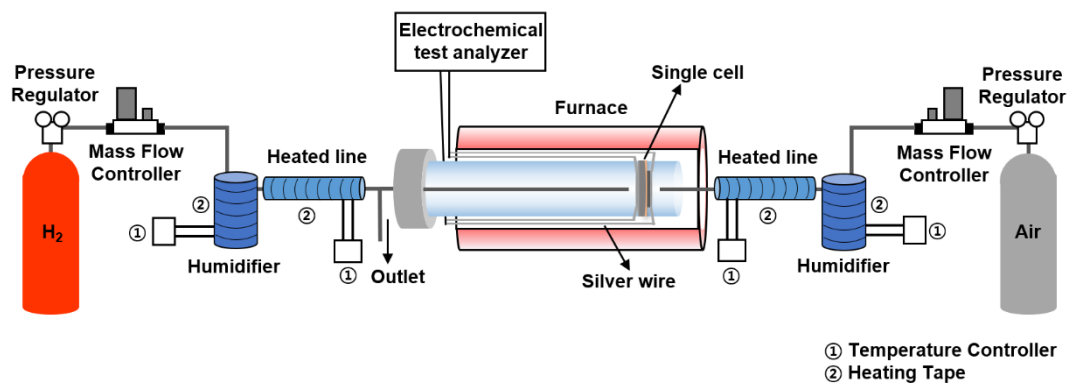 Electrochemical
test analyzer
Pressure
Regulator
Single cell
Pressure
Regulator
Furnace
Mass Flow
Controller
Heated line
Heated line
Mass Flow
Controller
②
②
②
②
H2
①
Humidifier
①
Outlet
Silver wire
①
Humidifier
①
Air
① Temperature Controller
② Heating Tape